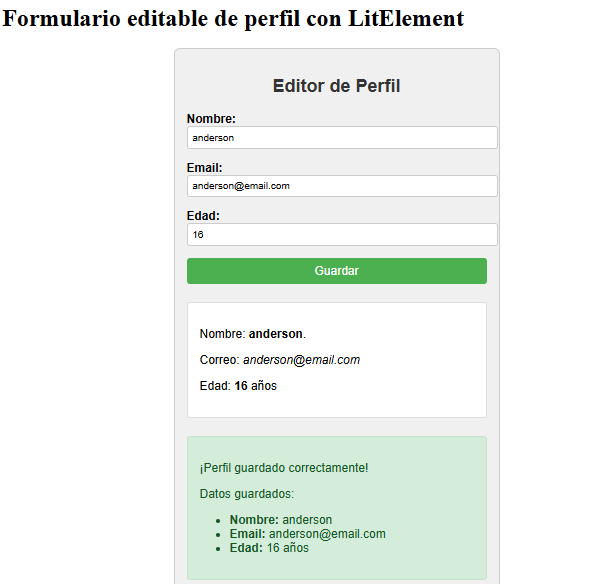 Formulario editable de perfil con LitElement
Editor de Perfil
Nombre:
anderson
Email:
anderson@email.com
Edad:
16
Guardar
Nombre: anderson.
Correo: anderson@email.com
Edad: 16 años
¡Perfil guardado correctamente!
Datos guardados:
• Nombre: anderson
• Email: anderson@email.com
• Edad: 16 años